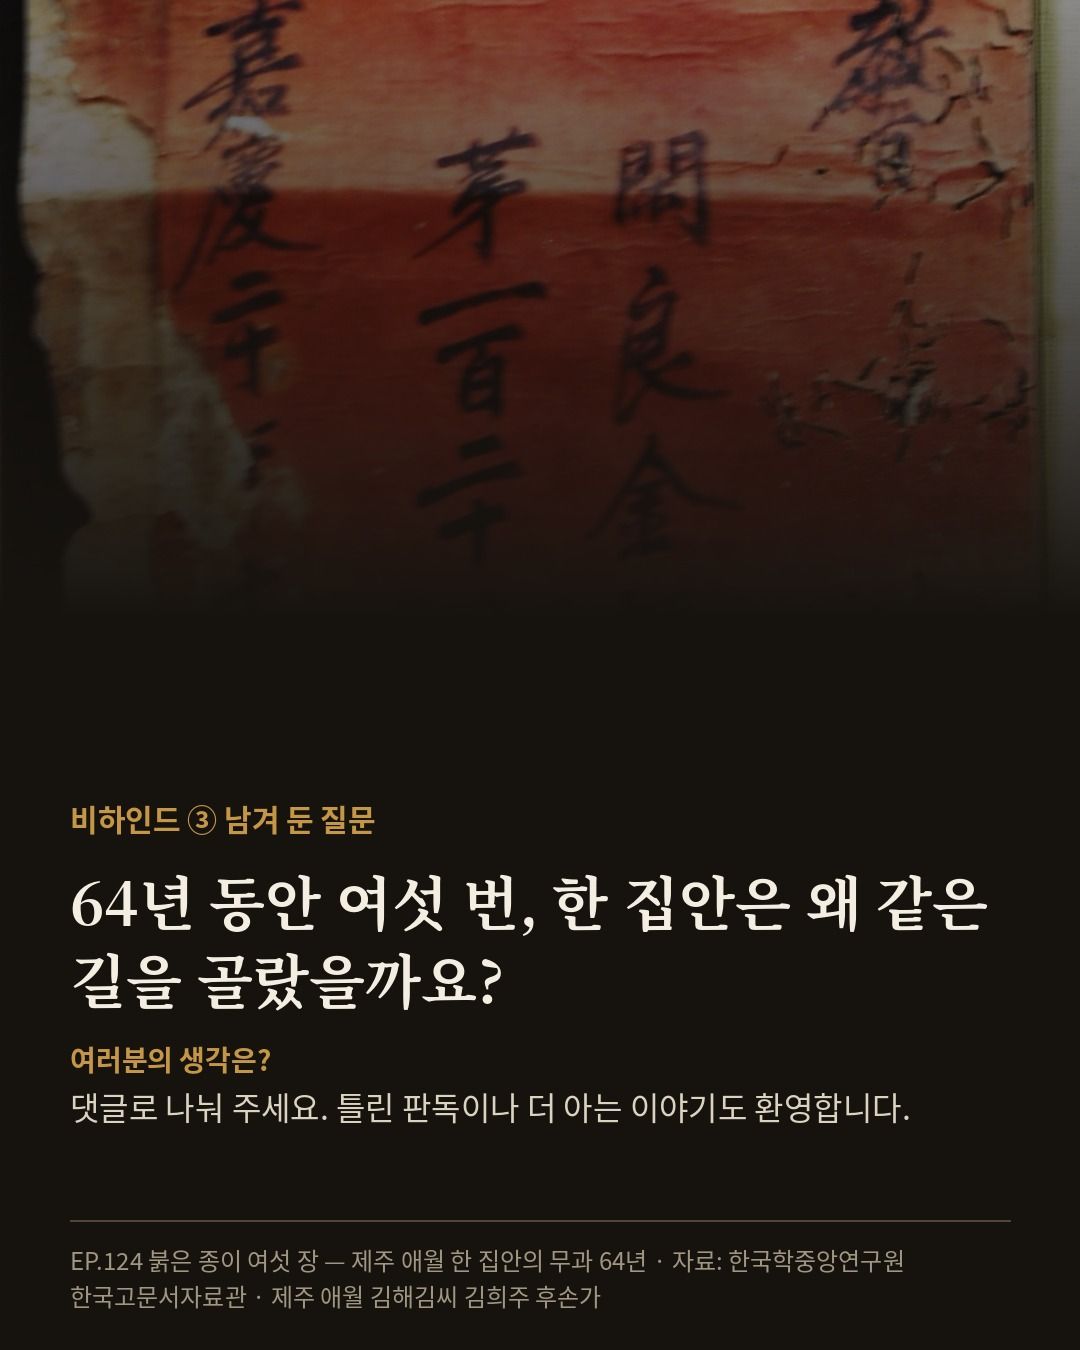 敎旨
閑良金
茅一百二十
嘉慶二十
비하인드 ③ 남겨 둔 질문
64년 동안 여섯 번, 한 집안은 왜 같은
길을 골랐을까요?
여러분의 생각은?
댓글로 나눠 주세요. 틀린 판독이나 더 아는 이야기도 환영합니다.
EP.124 붉은 종이 여섯 장 — 제주 애월 한 집안의 무과 64년 · 자료: 한국학중앙연구원
한국고문서자료관 · 제주 애월 김해김씨 김희주 후손가